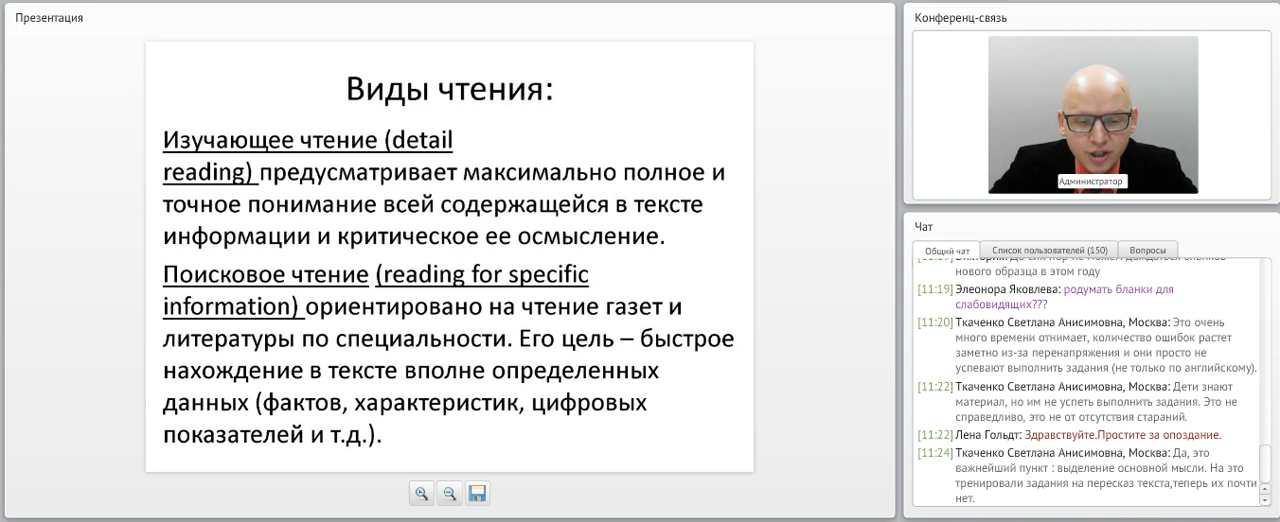 Презентация
Виды чтения:
Изучающее чтение (detail
reading) предусматривает максимально полное и
точное понимание всей содержащейся в тексте
информации и критическое ее осмысление.
Поисковое чтение (reading for specific
information) ориентировано на чтение газет и
литературы по специальности. Его цель – быстрое
нахождение в тексте вполне определенных
данных (фактов, характеристик, цифровых
показателей и т.д.).
Конференц-связь
Администратор
Чат
Общий чат Список пользователей (150) Вопросы
нового образца в этом году
[11:19] Элеонора Яковлева: родумать бланки для
слабовидящих???
[11:20] Ткаченко Светлана Анисимовна, Москва: Это очень
много времени отнимает, количество ошибок растет
заметно из-за перенапряжения и они просто не
успевают выполнить задания (не только по английскому).
[11:22] Ткаченко Светлана Анисимовна, Москва: Дети знают
материал, но им не успеть выполнить задания. Это не
справедливо, это не от отсутствия стараний.
[11:22] Лена Гольдт: Здравствуйте.Простите за опоздание.
[11:24] Ткаченко Светлана Анисимовна, Москва: Да, это
важнейший пункт : выделение основной мысли. На это
тренировали задания на пересказ текста,теперь их почти
нет.